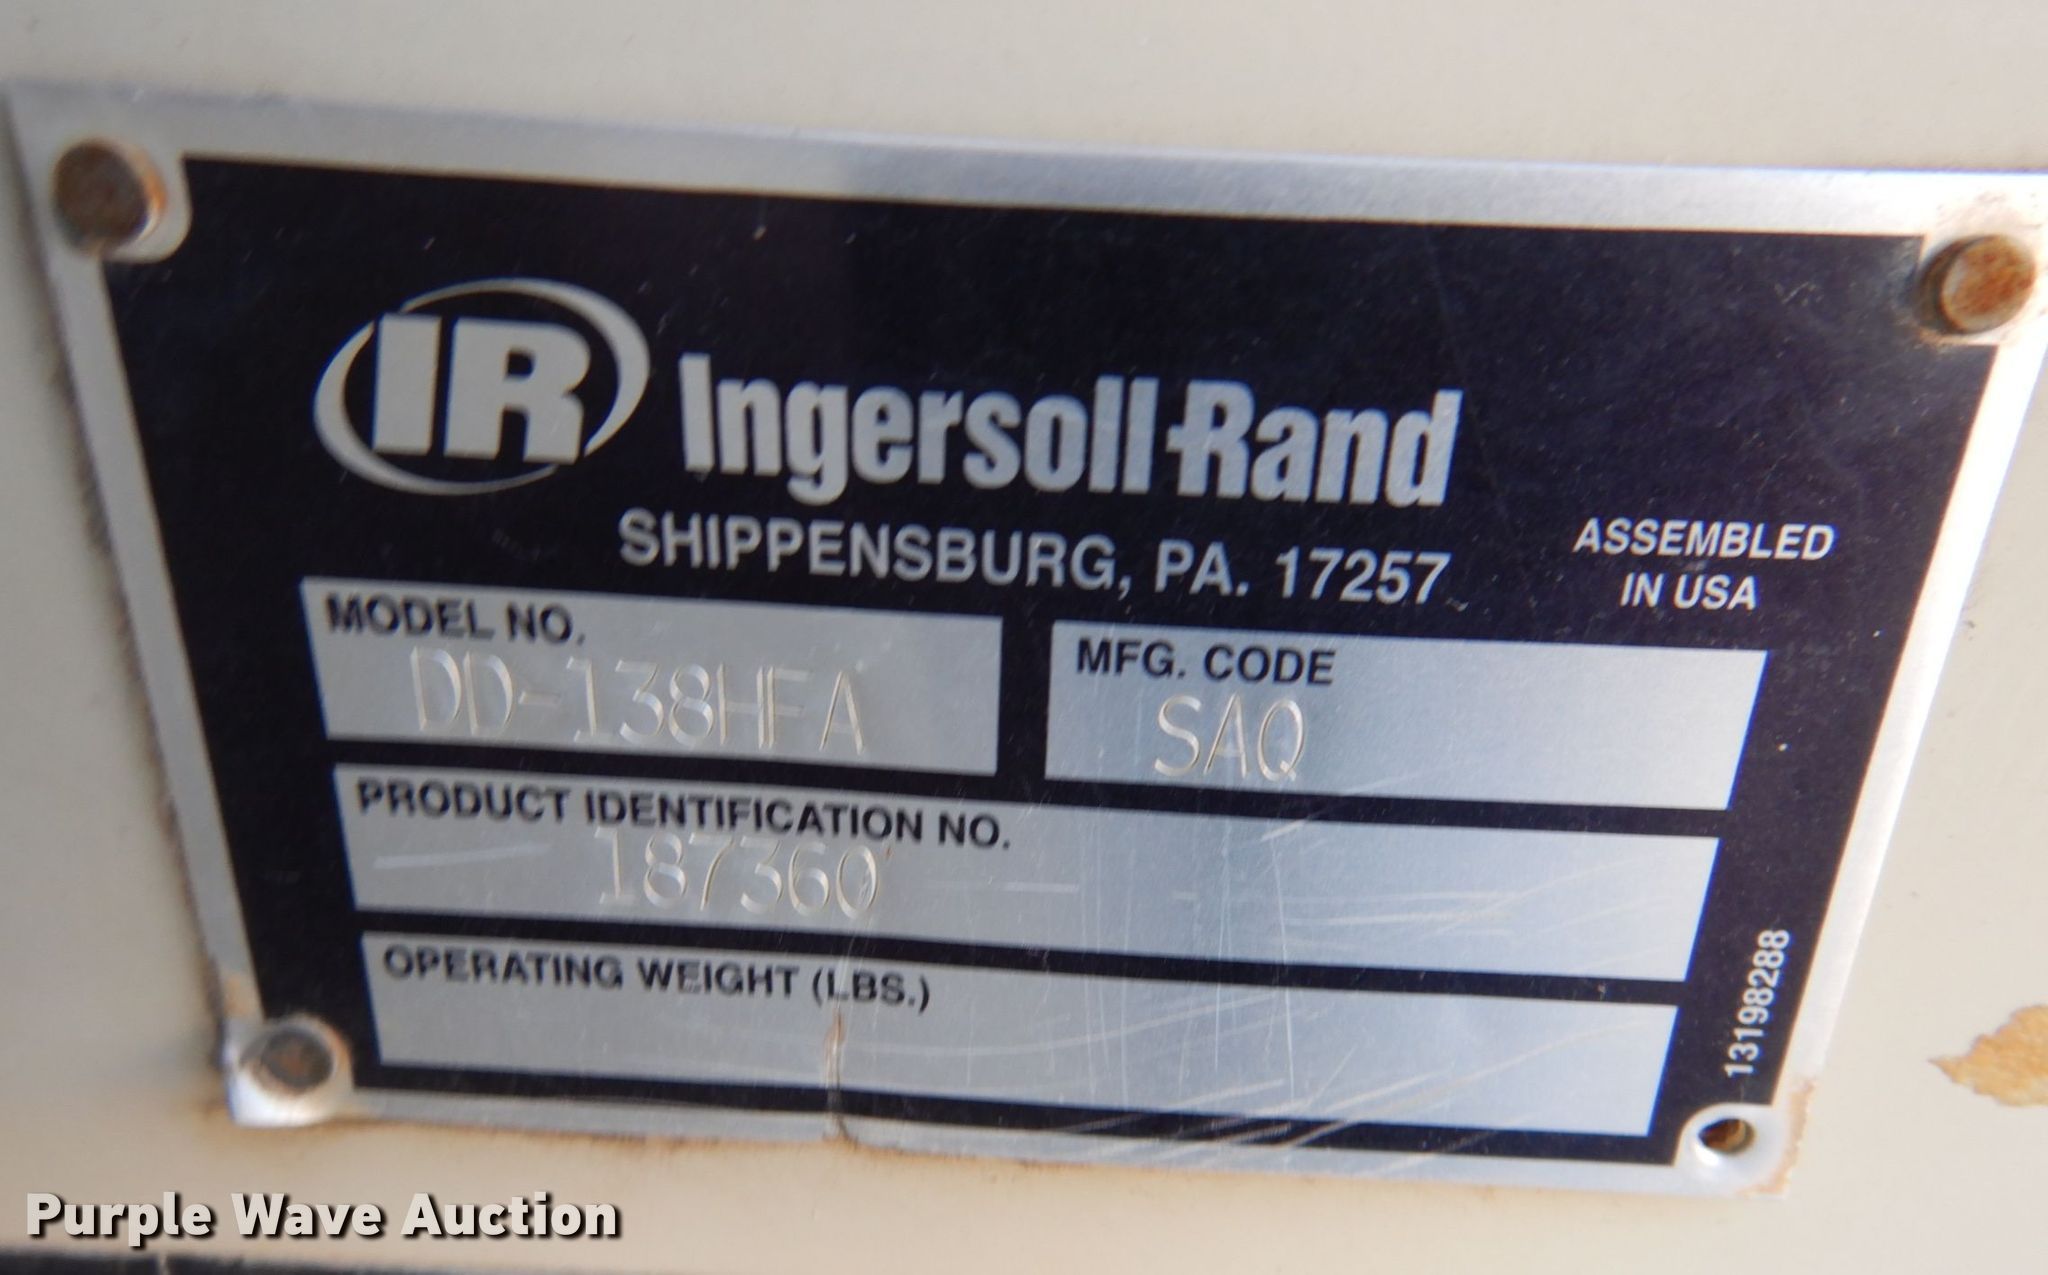 IR Ingersoll-Rand
SHIPPENSBURG, PA. 17257
ASSEMBLED
IN USA
MODEL NO.
DD-138HFA
MFG. CODE
SAQ
PRODUCT IDENTIFICATION NO.
187360
OPERATING WEIGHT (LBS.)
13198288
Purple Wave Auction